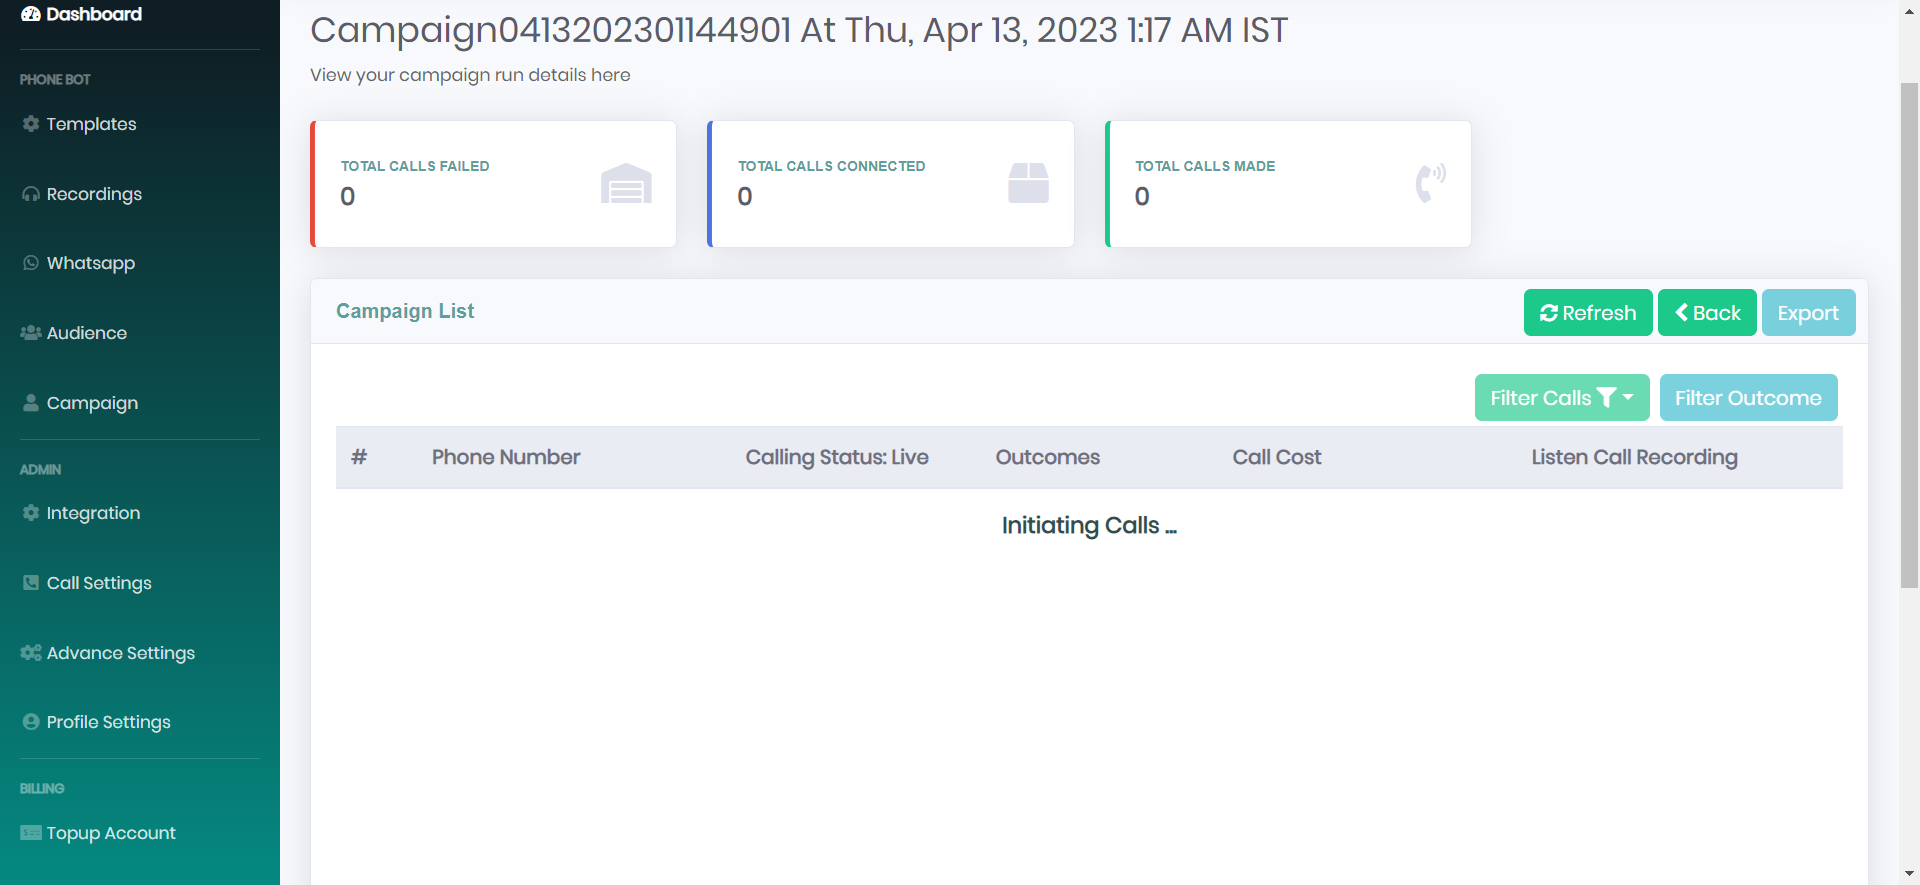 Dashboard
PHONE BOT
Templates
Recordings
Whatsapp
Audience
Campaign
ADMIN
Integration
Call Settings
Advance Settings
Profile Settings
BILLING
Topup Account
Campaign0413202301144901 At Thu, Apr 13, 2023 1:17 AM IST
View your campaign run details here
TOTAL CALLS FAILED
0
TOTAL CALLS CONNECTED
0
TOTAL CALLS MADE
0
Campaign List
Refresh
Back
Export
Filter Calls
Filter Outcome
# Phone Number Calling Status: Live Outcomes Call Cost Listen Call Recording
Initiating Calls ...